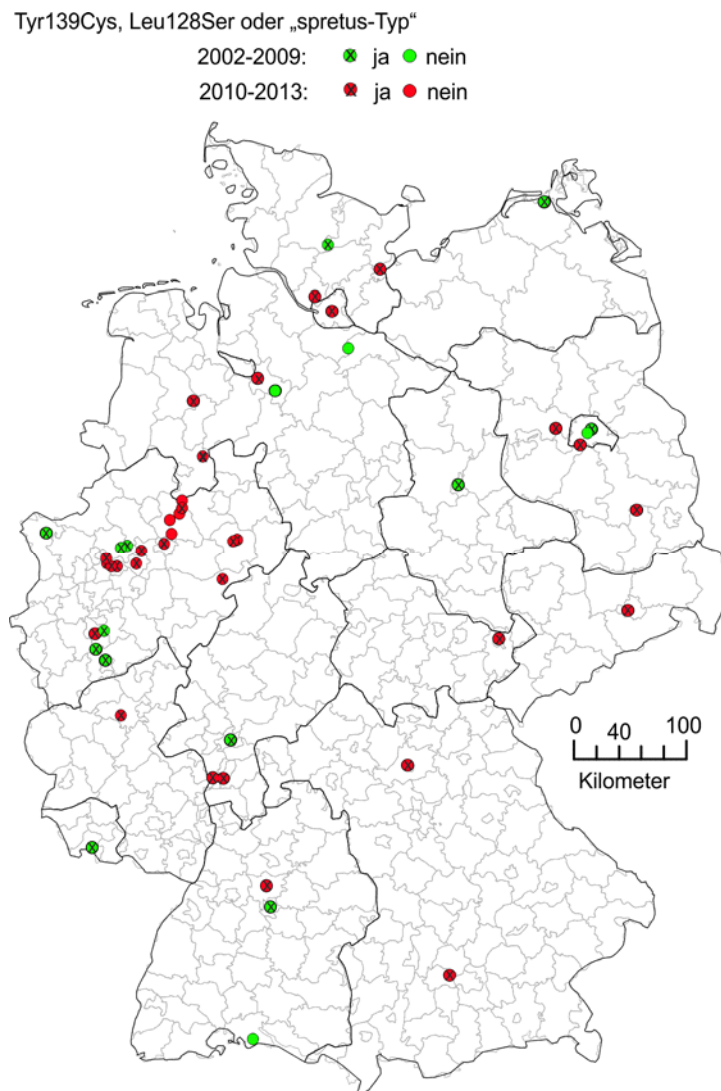 Tyr139Cys, Leu128Ser oder „spretus-Typ“
2002-2009: ja nein
2010-2013: ja nein
0 40 100
Kilometer